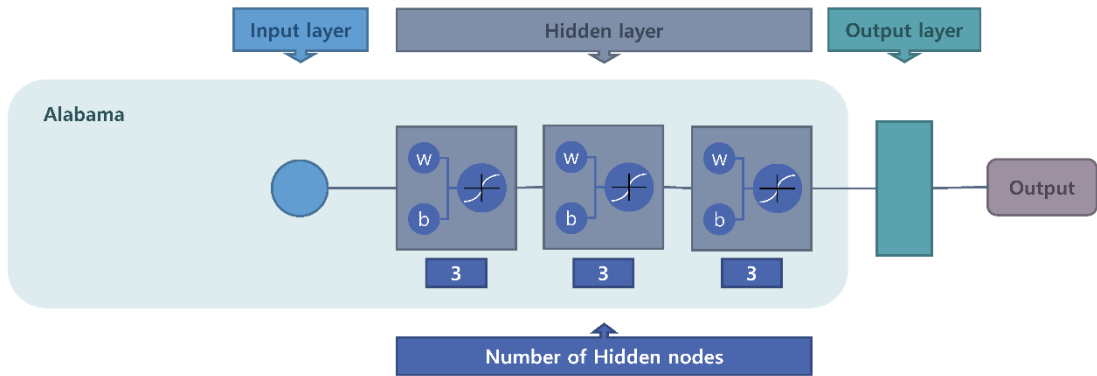 Input layer
Hidden layer
Output layer
Alabama
w
w
w
b
b
b
Output
3
3
3
Number of Hidden nodes